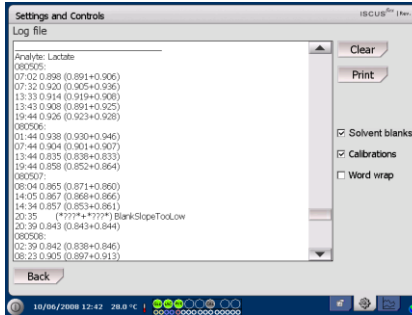 Settings and Controls
ISCUS
Log file
Analyte: Lactate
080505:
07:02 0.898 (0.891+0.906)
07:32 0.920 (0.905+0.936)
13:33 0.914 (0.919+0.908)
13:43 0.908 (0.891+0.925)
19:44 0.926 (0.923+0.928)
080506:
01:44 0.938 (0.930+0.946)
07:44 0.904 (0.901+0.907)
13:44 0.835 (0.838+0.833)
19:44 0.858 (0.852+0.864)
080507:
08:04 0.865 (0.871+0.860)
14:05 0.867 (0.868+0.866)
14:34 0.857 (0.853+0.861)
20:35 (*???*+*???*) BlankSlopeTooLow
20:39 0.843 (0.843+0.844)
080508:
02:39 0.842 (0.838+0.846)
08:23 0.905 (0.897+0.913)
Clear
Print
Solvent blanks
Calibrations
Word wrap
Back
10/06/2008 12:42 28.0 °C !